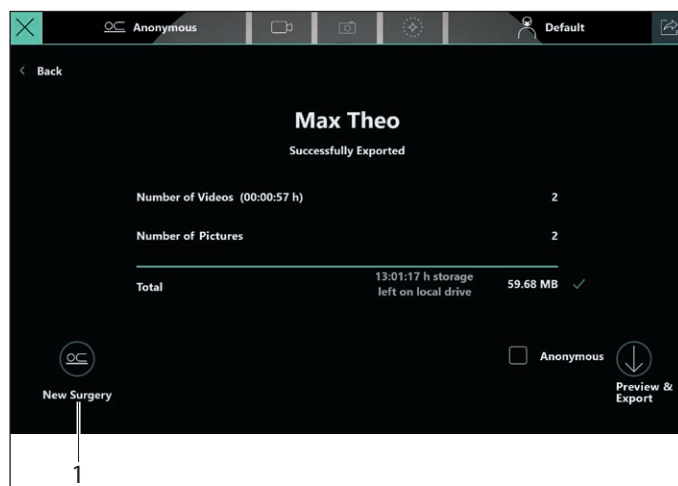 Anonymous Default
Back
Max Theo
Successfully Exported
Number of Videos (00:00:57 h) 2
Number of Pictures 2
Total 13:01:17 h storage left on local drive 59.68 MB
Anonymous
New Surgery
Preview &
Export
1